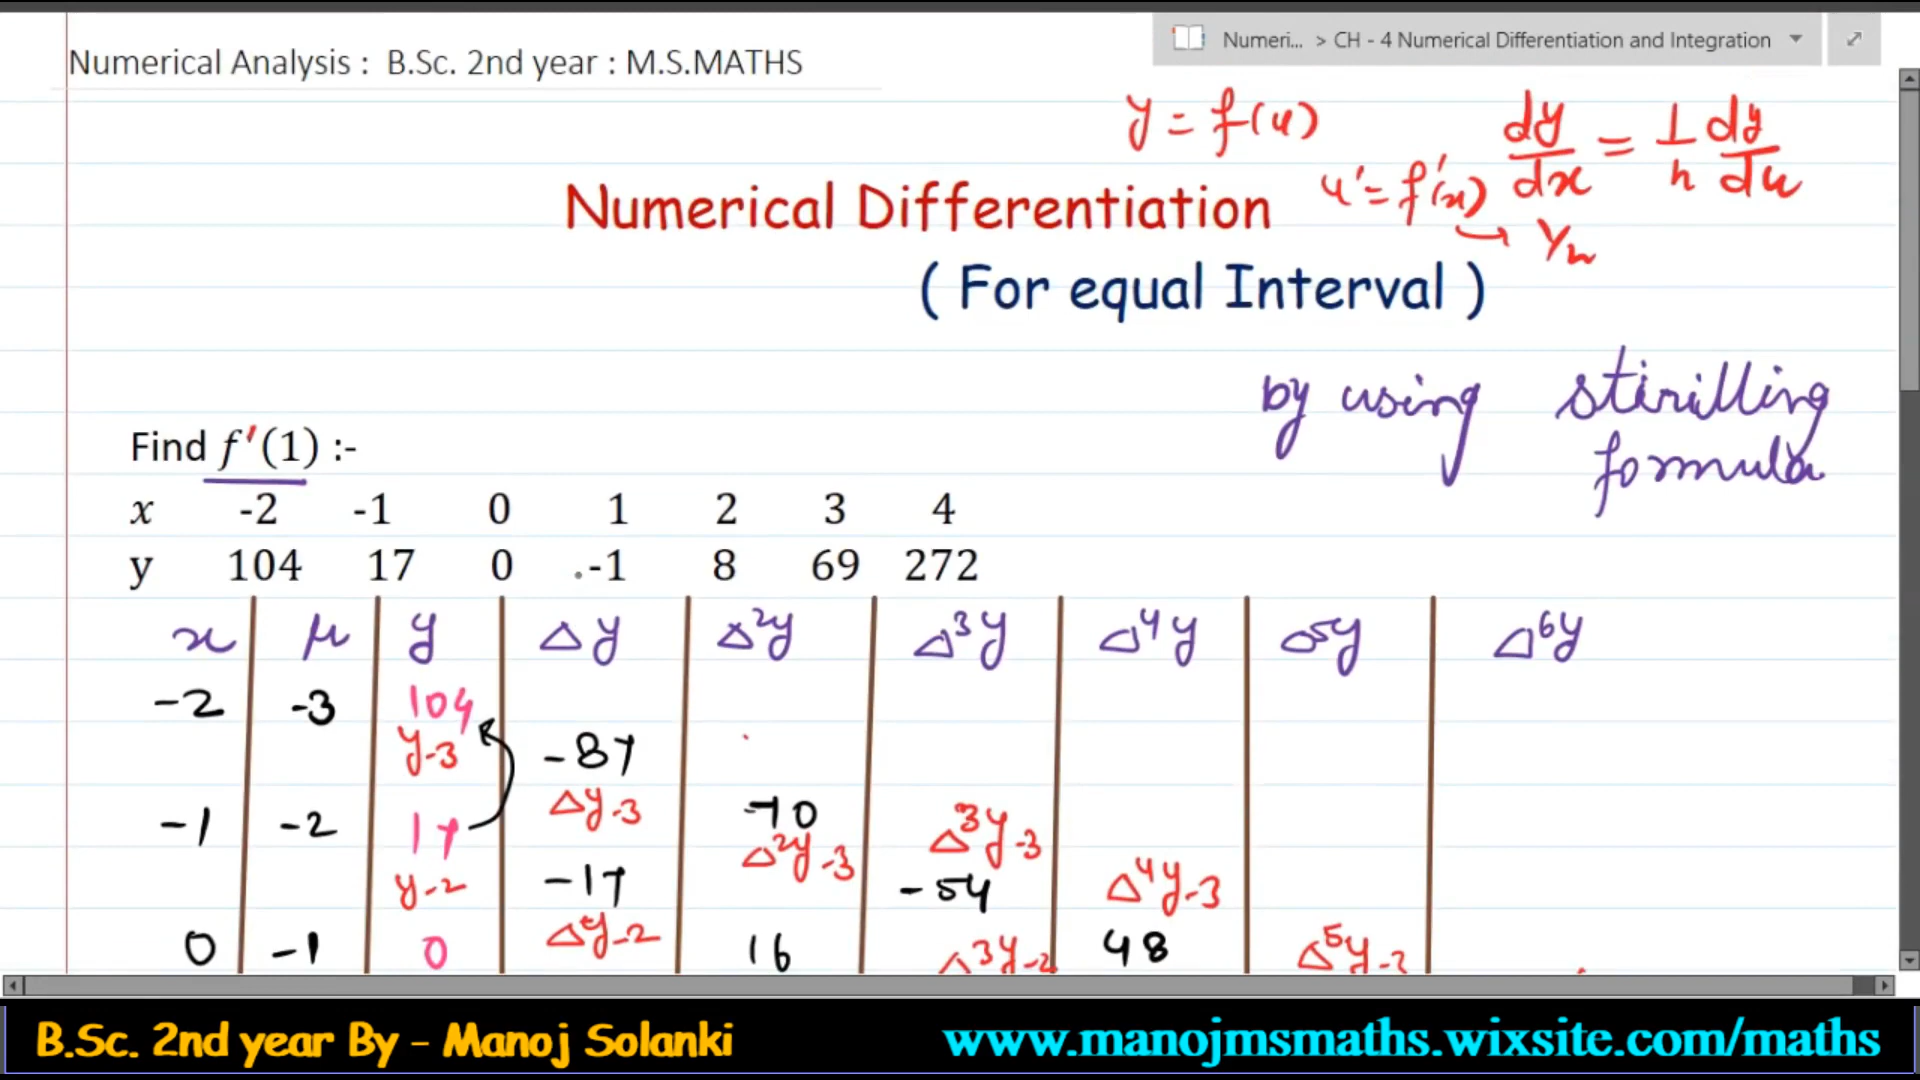 Numerical Analysis : B.Sc. 2nd year : M.S.MATHS
Numeri... > CH - 4 Numerical Differentiation and Integration
y = f(u)
dy/dx = 1/h dy/du
u' = f'(x)
Numerical Differentiation
( For equal Interval )
by using stirilling
formula
Find f'(1) :-
x -2 -1 0 1 2 3 4
y 104 17 0 -1 8 69 272
x μ y Δy Δ²y Δ³y Δ⁴y Δ⁵y Δ⁶y
-2 -3 104
y-3 -87
Δy-3
-1 -2 17 -70 Δ³y-3
y-2 -17 Δ²y-3 -54 Δ⁴y-3
Δy-2
0 -1 0 16 Δ³y-2 48
B.Sc. 2nd year By - Manoj Solanki
www.manojmsmaths.wixsite.com/maths